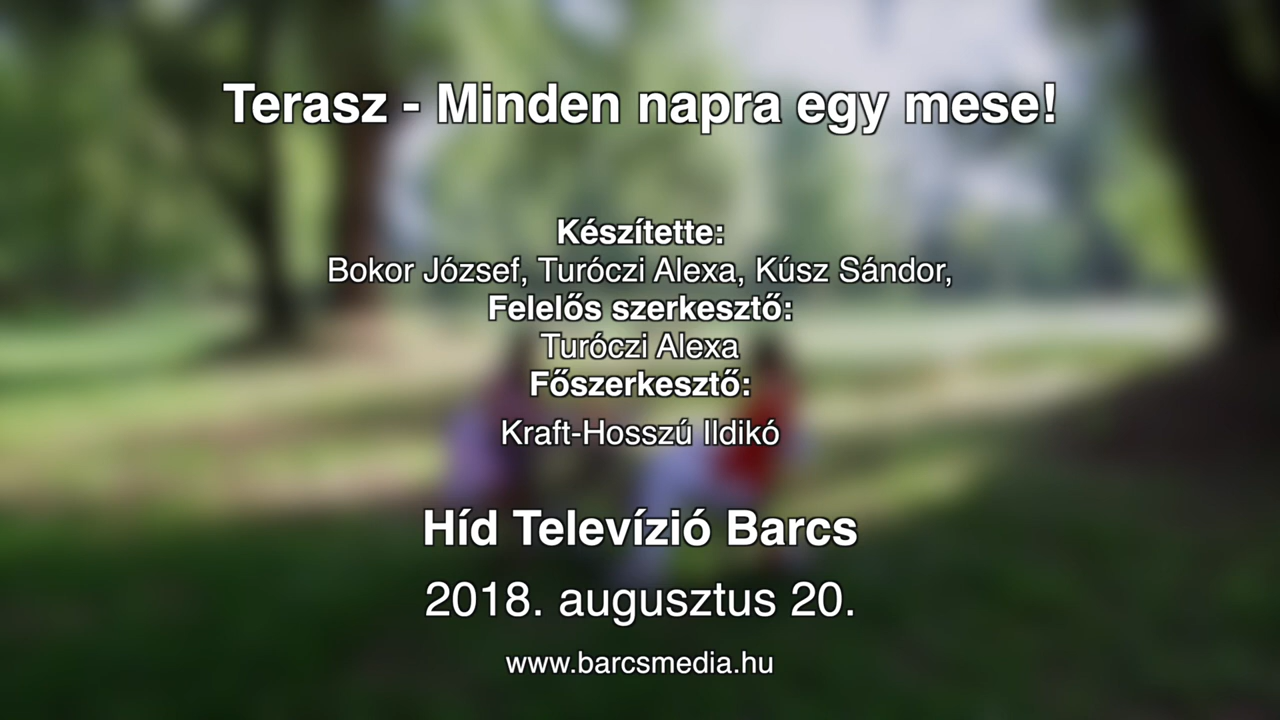 Terasz - Minden napra egy mese!
Készítette:
Bokor József, Turóczi Alexa, Kúsz Sándor,
Felelős szerkesztő:
Turóczi Alexa
Főszerkesztő:
Kraft-Hosszú Ildikó
Híd Televízió Barcs
2018. augusztus 20.
www.barcsmedia.hu